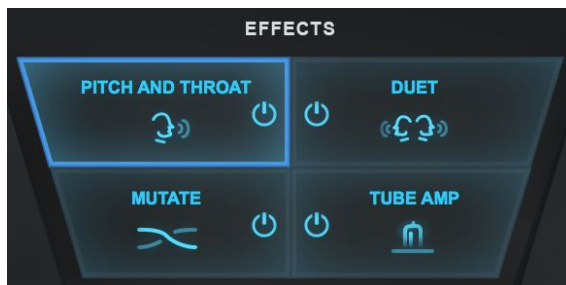 EFFECTS
PITCH AND THROAT
DUET
MUTATE
TUBE AMP